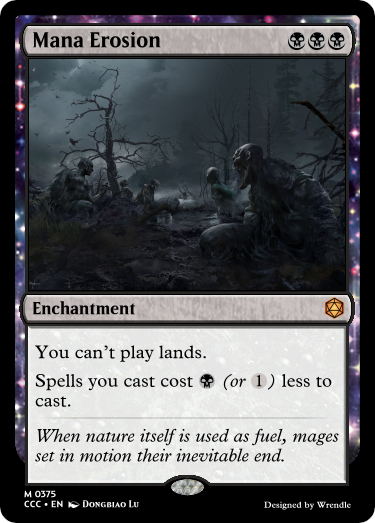 Mana Erosion
Enchantment
You can't play lands.
Spells you cast cost (or 1) less to
cast.
When nature itself is used as fuel, mages
set in motion their inevitable end.
M 0375
CCC • EN Dongbiao Lu
Designed by Wrendle